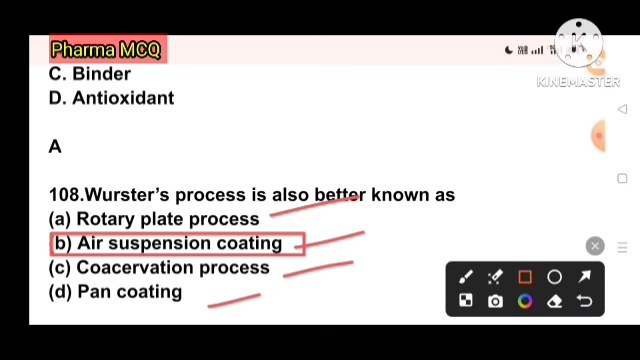 Pharma MCQ
KINEMASTER
C. Binder
D. Antioxidant
A
108.Wurster's process is also better known as
(a) Rotary plate process
(b) Air suspension coating
(c) Coacervation process
(d) Pan coating